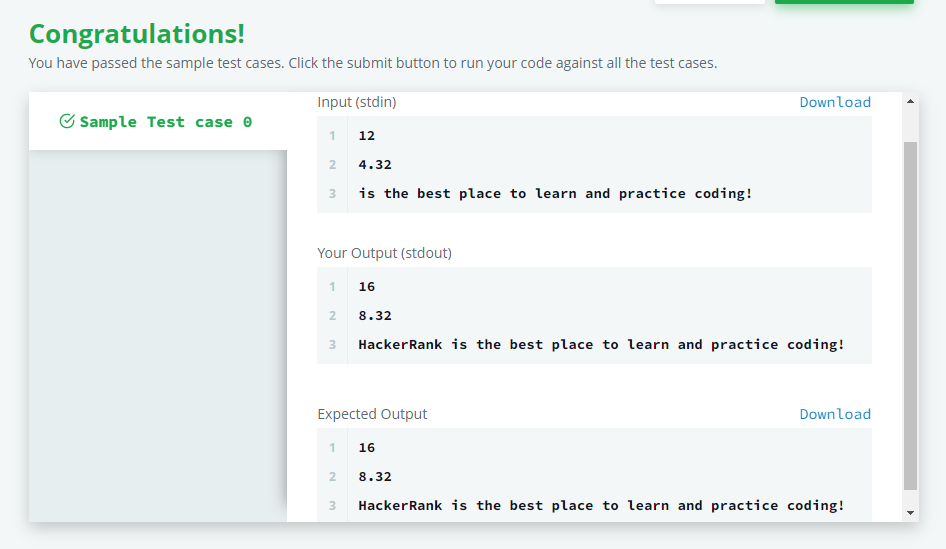 Congratulations!
You have passed the sample test cases. Click the submit button to run your code against all the test cases.
Sample Test case 0
Input (stdin)
Download
1 12
2 4.32
3 is the best place to learn and practice coding!
Your Output (stdout)
1 16
2 8.32
3 HackerRank is the best place to learn and practice coding!
Expected Output
Download
1 16
2 8.32
3 HackerRank is the best place to learn and practice coding!